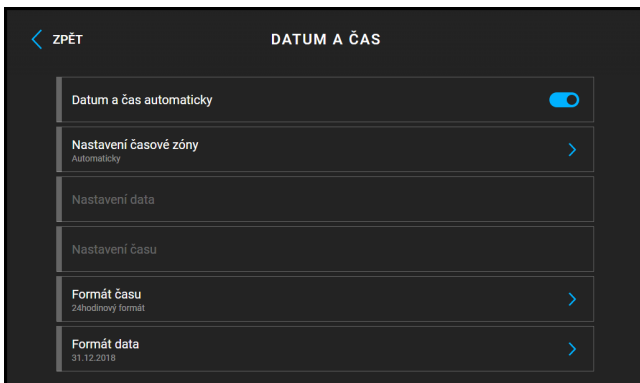 ZPĚT
DATUM A ČAS
Datum a čas automaticky
Nastavení časové zóny
Automaticky
Nastavení data
Nastavení času
Formát času
24hodinový formát
Formát data
31.12.2018